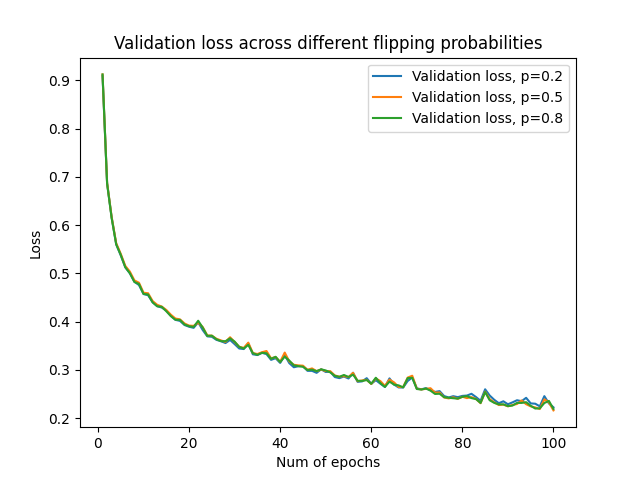 Validation loss across different flipping probabilities
Validation loss, p=0.2
Validation loss, p=0.5
Validation loss, p=0.8
Loss
0.9
0.8
0.7
0.6
0.5
0.4
0.3
0.2
0
20
40
60
80
100
Num of epochs